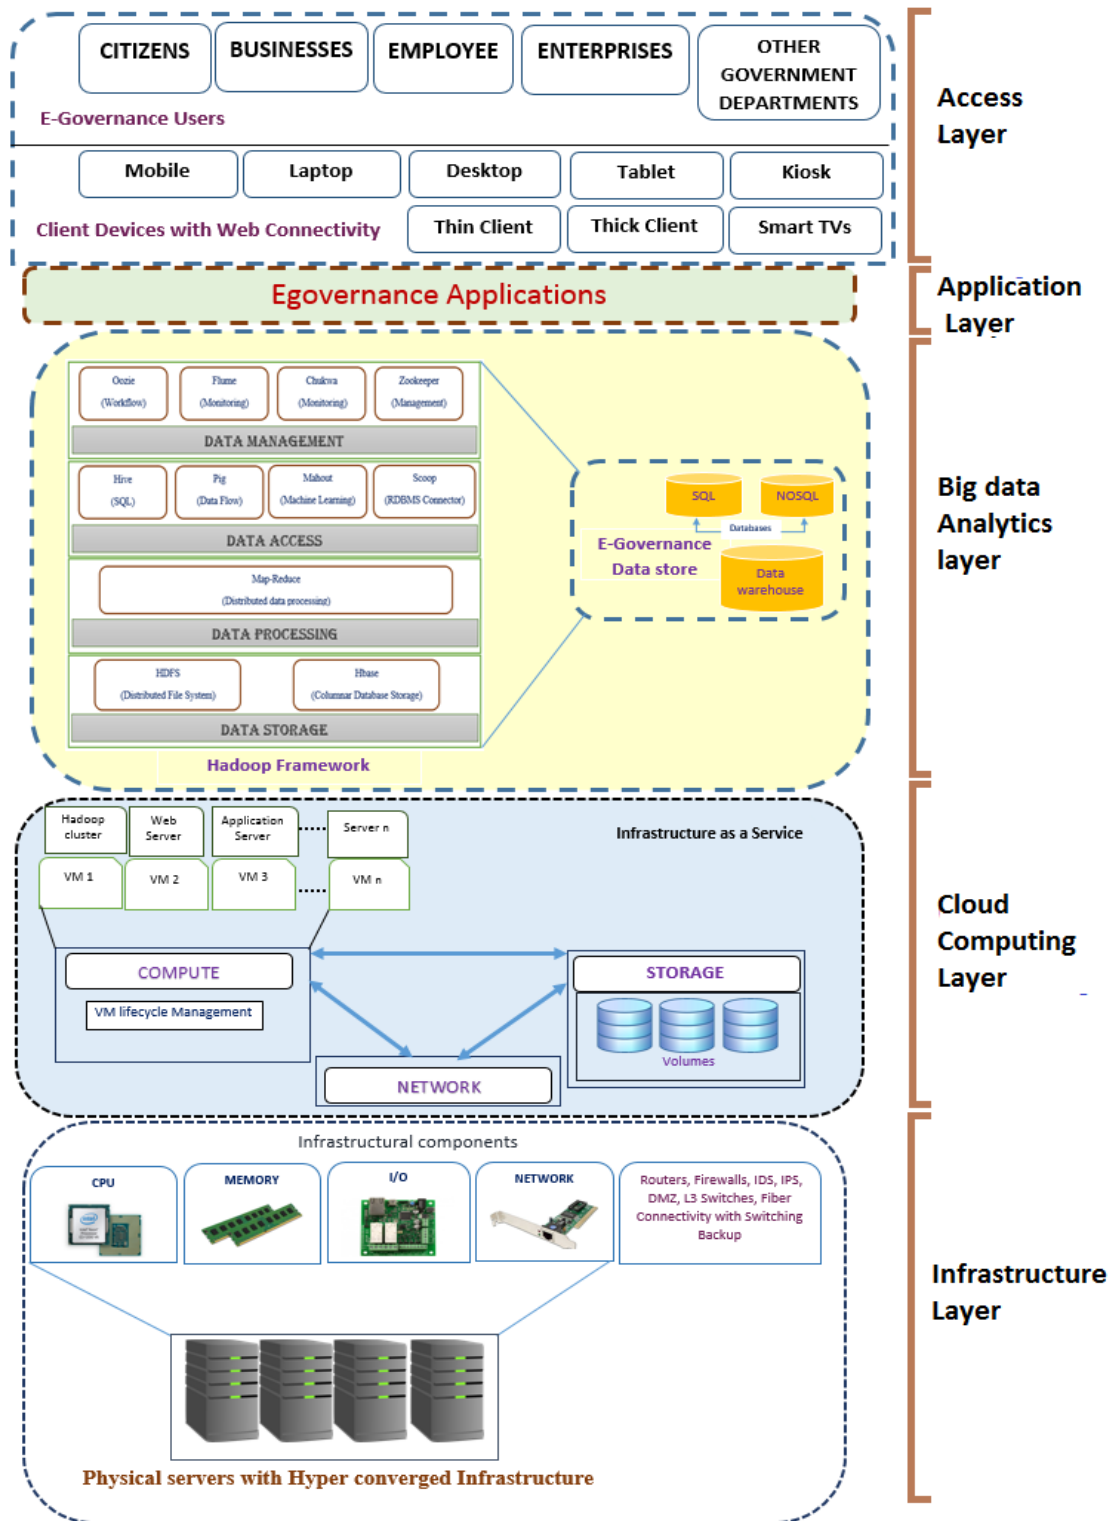 CITIZENS
BUSINESSES
EMPLOYEE
ENTERPRISES
OTHER
GOVERNMENT
DEPARTMENTS
E-Governance Users
Mobile
Laptop
Desktop
Tablet
Kiosk
Client Devices with Web Connectivity
Thin Client
Thick Client
Smart TVs
Access
Layer
Egovernance Applications
Application
Layer
Oozie
(Workflow)
Flume
(Monitoring)
Chukwa
(Monitoring)
Zookeeper
(Management)
DATA MANAGEMENT
Hive
(SQL)
Pig
(Data Flow)
Mahout
(Machine Learning)
Scoop
(RDBMS Connector)
DATA ACCESS
Map-Reduce
(Distributed data processing)
DATA PROCESSING
HDFS
(Distributed File System)
Hbase
(Columnar Database Storage)
DATA STORAGE
Hadoop Framework
SQL
NOSQL
Databases
E-Governance
Data store
Data
warehouse
Big data
Analytics
layer
Hadoop
cluster
Web
Server
Application
Server
Server n
Infrastructure as a Service
VM 1
VM 2
VM 3
VM n
COMPUTE
VM lifecycle Management
STORAGE
Volumes
NETWORK
Cloud
Computing
Layer
Infrastructural components
CPU
MEMORY
I/O
NETWORK
Routers, Firewalls, IDS, IPS,
DMZ, L3 Switches, Fiber
Connectivity with Switching
Backup
Physical servers with Hyper converged Infrastructure
Infrastructure
Layer